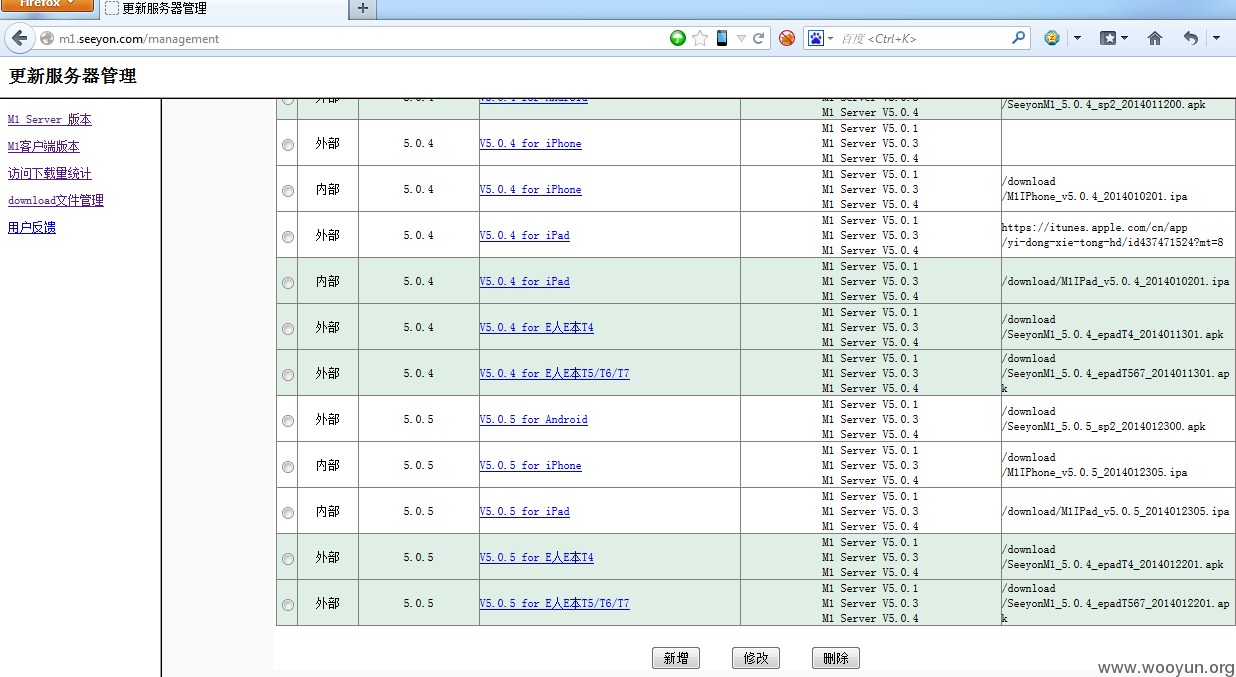 Firefox
更新服务器管理
m1.seeyon.com/management
百度 <Ctrl+K>
更新服务器管理
M1 Server 版本
M1客户端版本
访问下载量统计
download文件管理
用户反馈
外部 5.0.4 V5.0.4 for Android
M1 Server V5.0.3
M1 Server V5.0.4
/SeeyonM1_5.0.4_sp2_2014011200.apk
外部 5.0.4 V5.0.4 for iPhone
M1 Server V5.0.1
M1 Server V5.0.3
M1 Server V5.0.4
内部 5.0.4 V5.0.4 for iPhone
M1 Server V5.0.1
M1 Server V5.0.3
M1 Server V5.0.4
/download
/M1IPhone_v5.0.4_2014010201.ipa
外部 5.0.4 V5.0.4 for iPad
M1 Server V5.0.1
M1 Server V5.0.3
M1 Server V5.0.4
https://itunes.apple.com/cn/app
/yi-dong-xie-tong-hd/id437471524?mt=8
内部 5.0.4 V5.0.4 for iPad
M1 Server V5.0.1
M1 Server V5.0.3
M1 Server V5.0.4
/download/M1IPad_v5.0.4_2014010201.ipa
外部 5.0.4 V5.0.4 for E人E本T4
M1 Server V5.0.1
M1 Server V5.0.3
M1 Server V5.0.4
/download
/SeeyonM1_5.0.4_epadT4_2014011301.apk
外部 5.0.4 V5.0.4 for E人E本T5/T6/T7
M1 Server V5.0.1
M1 Server V5.0.3
M1 Server V5.0.4
/download
/SeeyonM1_5.0.4_epadT567_2014011301.ap
k
外部 5.0.5 V5.0.5 for Android
M1 Server V5.0.1
M1 Server V5.0.3
M1 Server V5.0.4
/download
/SeeyonM1_5.0.5_sp2_2014012300.apk
内部 5.0.5 V5.0.5 for iPhone
M1 Server V5.0.1
M1 Server V5.0.3
M1 Server V5.0.4
/download
/M1IPhone_v5.0.5_2014012305.ipa
内部 5.0.5 V5.0.5 for iPad
M1 Server V5.0.1
M1 Server V5.0.3
M1 Server V5.0.4
/download/M1IPad_v5.0.5_2014012305.ipa
外部 5.0.5 V5.0.5 for E人E本T4
M1 Server V5.0.1
M1 Server V5.0.3
M1 Server V5.0.4
/download
/SeeyonM1_5.0.4_epadT4_2014012201.apk
外部 5.0.5 V5.0.5 for E人E本T5/T6/T7
M1 Server V5.0.1
M1 Server V5.0.3
M1 Server V5.0.4
/download
/SeeyonM1_5.0.4_epadT567_2014012201.ap
k
新增 修改 删除
www.wooyun.org